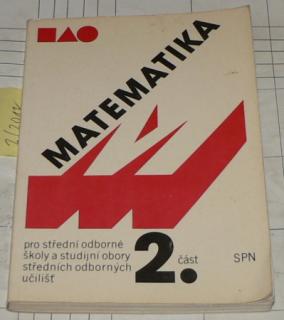 MATEMATIKA
pro střední odborné
školy a studijní obory
středních odborných
učilišť
2. část
SPN